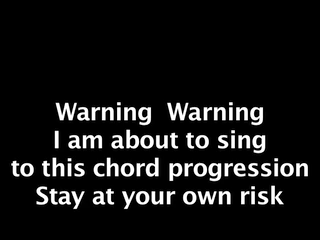 Warning  Warning
I am about to sing
to this chord progression
Stay at your own risk